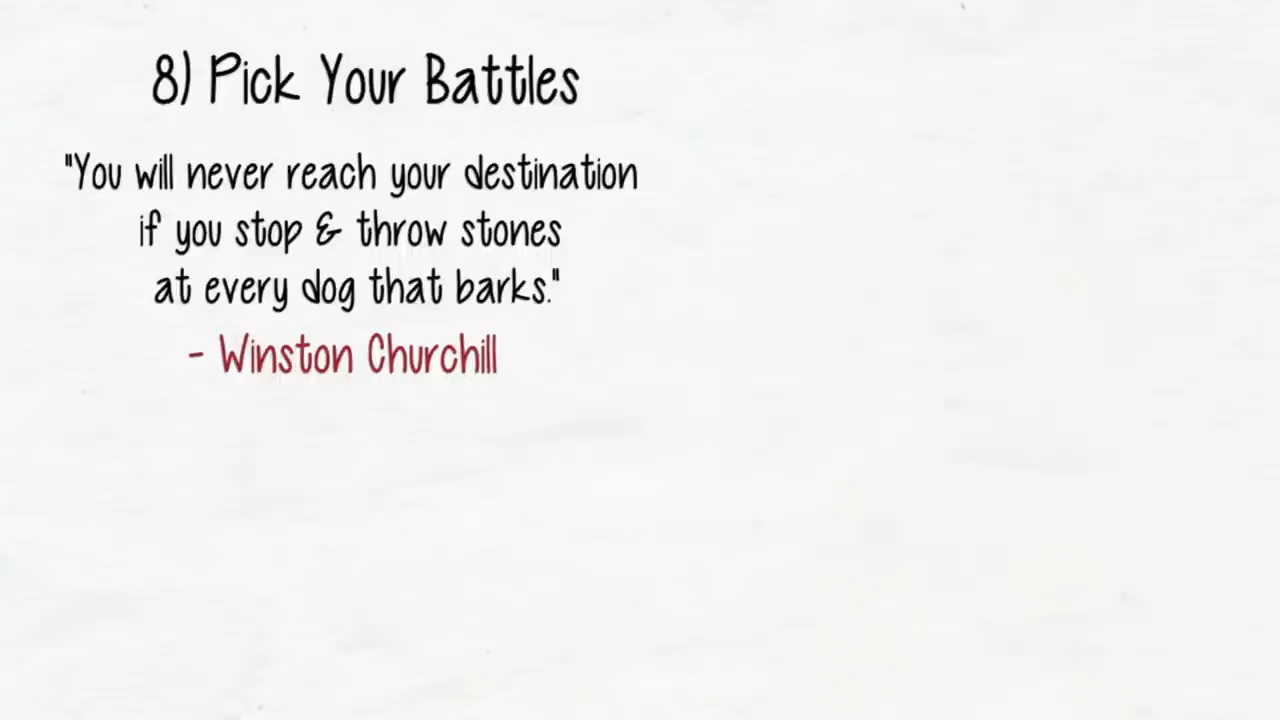 8) Pick Your Battles
"You will never reach your destination
if you stop & throw stones
at every dog that barks."
- Winston Churchill